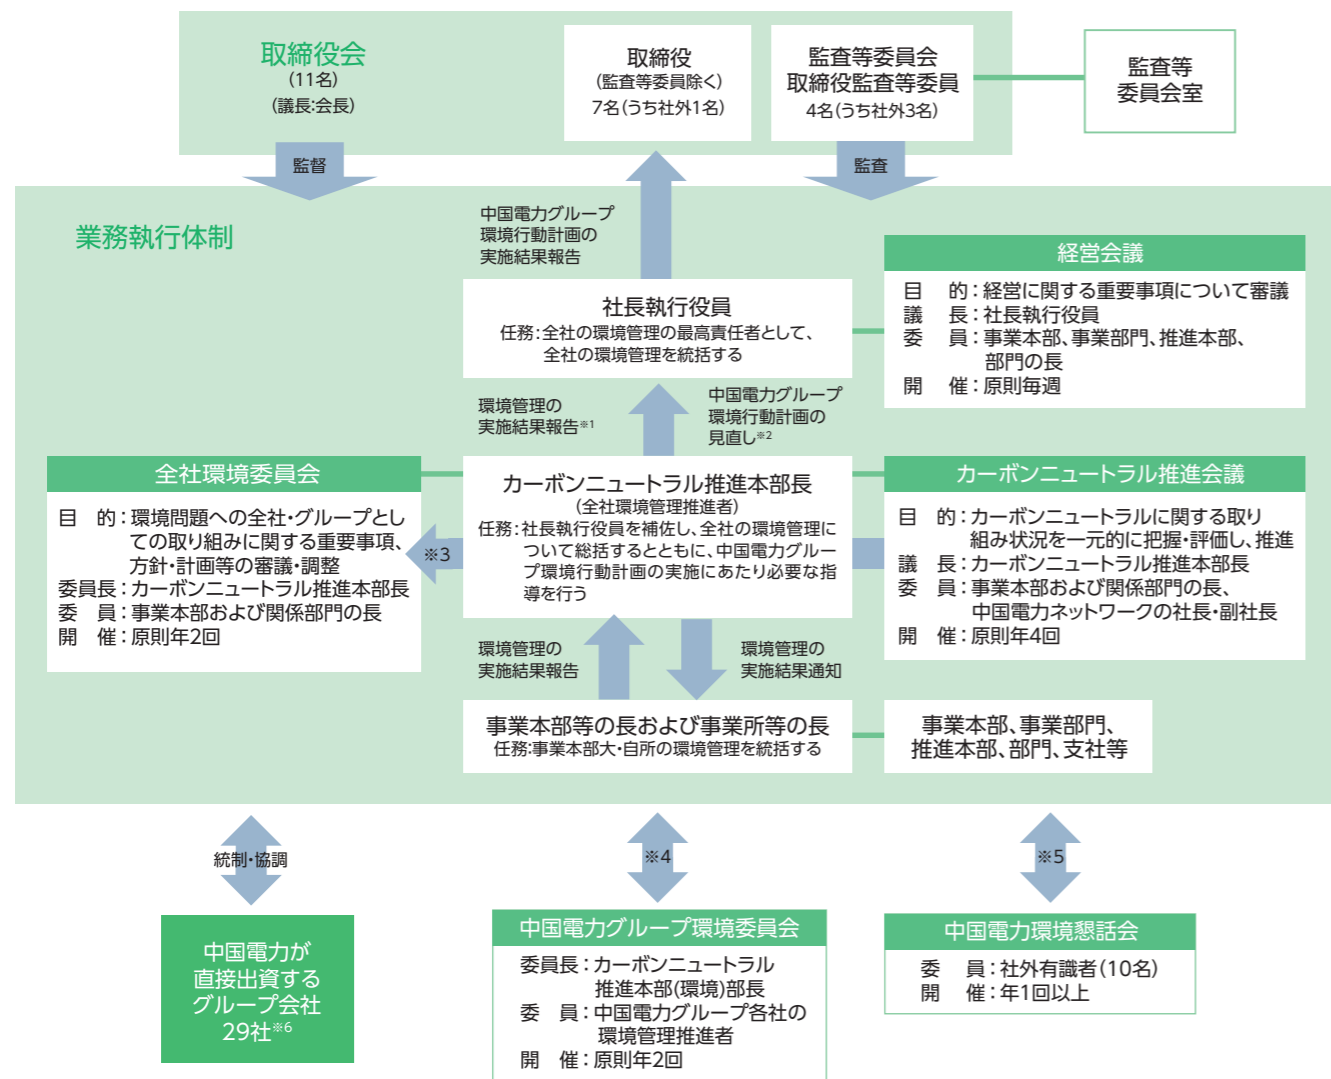 取締役会
(11名)
(議長:会長)
取締役
(監査等委員除く)
7名(うち社外1名)
監査等委員会
取締役監査等委員
4名(うち社外3名)
監査等
委員会室
監督
監査
業務執行体制
中国電力グループ
環境行動計画の
実施結果報告
社長執行役員
任務:全社の環境管理の最高責任者として、
全社の環境管理を統括する
経営会議
目　的:経営に関する重要事項について審議
議　長:社長執行役員
委　員:事業本部、事業部門、推進本部、
部門の長
開　催:原則毎週
環境管理の
実施結果報告※1
中国電力グループ
環境行動計画の
見直し※2
全社環境委員会
目　的:環境問題への全社・グループとし
ての取り組みに関する重要事項、
方針・計画等の審議・調整
委員長:カーボンニュートラル推進本部長
委　員:事業本部および関係部門の長
開　催:原則年2回
※3
カーボンニュートラル推進本部長
(全社環境管理推進者)
任務:社長執行役員を補佐し、全社の環境管理に
ついて総括するとともに、中国電力グルー
プ環境行動計画の実施にあたり必要な指
導を行う
カーボンニュートラル推進会議
目　的:カーボンニュートラルに関する取り
組み状況を一元的に把握・評価し、推進
議　長:カーボンニュートラル推進本部長
委　員:事業本部および関係部門の長、
中国電力ネットワークの社長・副社長
開　催:原則年4回
環境管理の
実施結果報告
環境管理の
実施結果通知
事業本部等の長および事業所等の長
任務:事業本部大・自所の環境管理を統括する
事業本部、事業部門、
推進本部、部門、支社等
統制・協調
※4
※5
中国電力が
直接出資する
グループ会社
29社※6
中国電力グループ環境委員会
委員長:カーボンニュートラル
推進本部(環境)部長
委　員:中国電力グループ各社の
環境管理推進者
開　催:原則年2回
中国電力環境懇話会
委　員:社外有識者(10名)
開　催:年1回以上